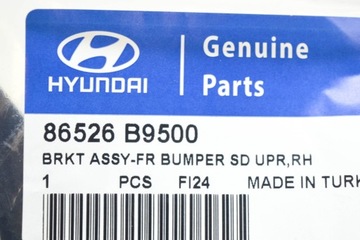 HYUNDAI
Genuine
Parts
86526 B9500
BRKT ASSY-FR BUMPER SD UPR,RH
1 PCS FI24 MADE IN TURK